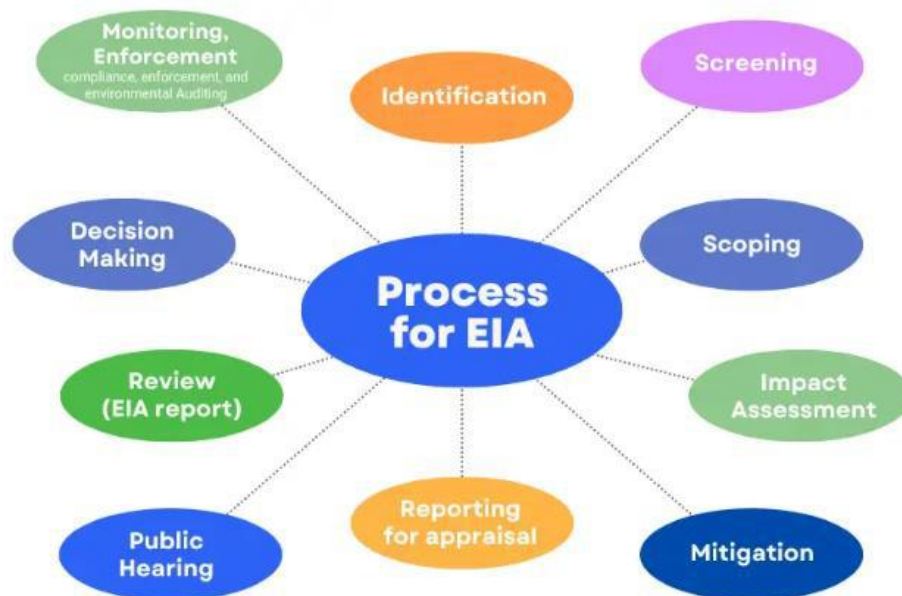 Monitoring,
Enforcement
compliance, enforcement, and
environmental Auditing
Identification
Screening
Decision
Making
Scoping
Process
for EIA
Review
(EIA report)
Impact
Assessment
Public
Hearing
Reporting
for appraisal
Mitigation